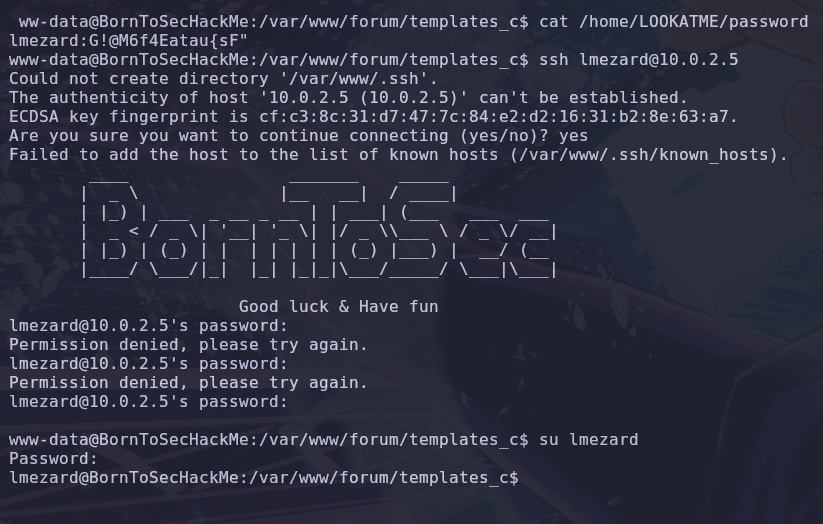 ww-data@BornToSecHackMe:/var/www/forum/templates_c$ cat /home/LOOKATME/password
lmezard:G!@M6f4Eatau{sF"
www-data@BornToSecHackMe:/var/www/forum/templates_c$ ssh lmezard@10.0.2.5
Could not create directory '/var/www/.ssh'.
The authenticity of host '10.0.2.5 (10.0.2.5)' can't be established.
ECDSA key fingerprint is cf:c3:8c:31:d7:47:7c:84:e2:d2:16:31:b2:8e:63:a7.
Are you sure you want to continue connecting (yes/no)? yes
Failed to add the host to the list of known hosts (/var/www/.ssh/known_hosts).
BornToSec
Good luck & Have fun
lmezard@10.0.2.5's password:
Permission denied, please try again.
lmezard@10.0.2.5's password:
Permission denied, please try again.
lmezard@10.0.2.5's password:
www-data@BornToSecHackMe:/var/www/forum/templates_c$ su lmezard
Password:
lmezard@BornToSecHackMe:/var/www/forum/templates_c$